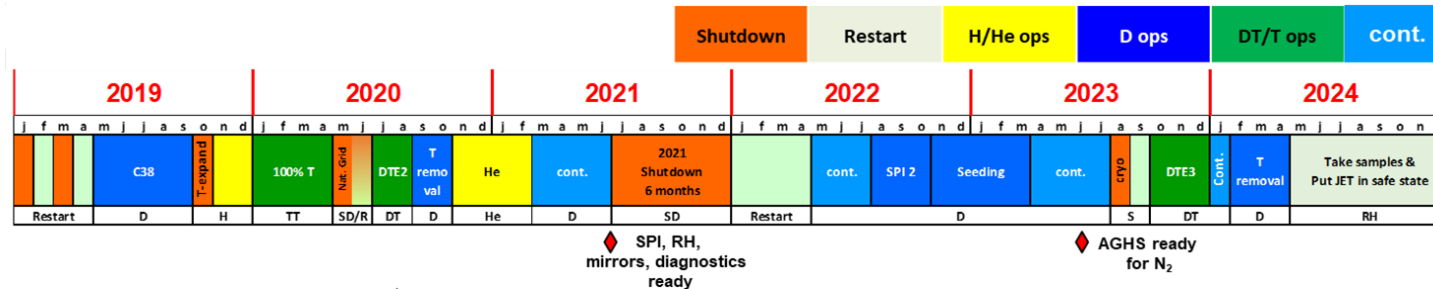 Shutdown Restart H/He ops D ops DT/T ops cont.
2019 2020 2021 2022 2023 2024
j f m a m j j a s o n d j f m a m j j a s o n d j f m a m j j a s o n d j f m a m j j a s o n d j f m a m j j a s o n d j f m a m j j a s o n
C38 T-expand 100% T Nat. Grid DTE2 T remo val He cont. 2021 Shutdown 6 months cont. SPI 2 Seeding cont. cryo DTE3 Cont. T removal Take samples & Put JET in safe state
Restart D H TT SD/R DT D He D SD Restart D S DT D RH
SPI, RH,
mirrors, diagnostics
ready
AGHS ready
for N₂